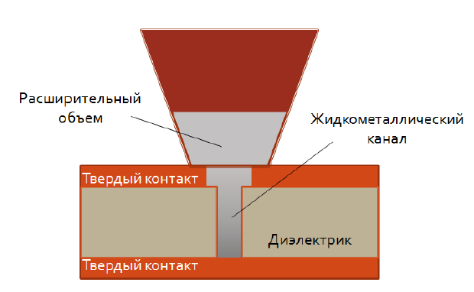 Расширительный
объем
Жидкометаллический
канал
Твердый контакт
Диэлектрик
Твердый контакт